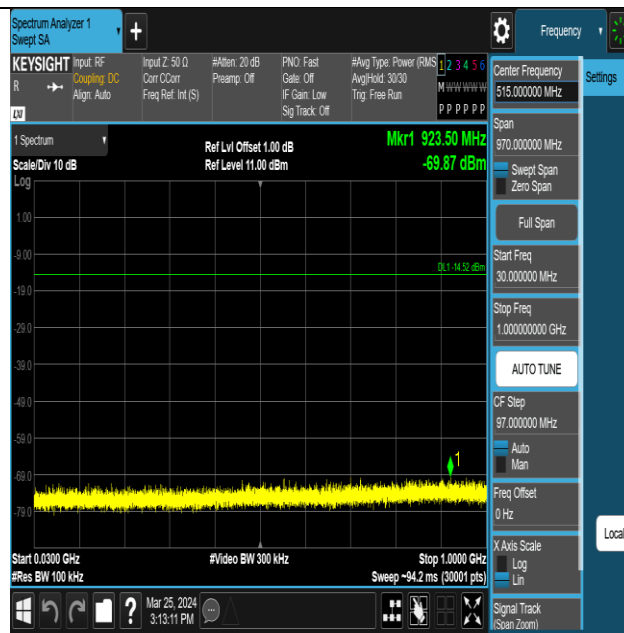 Spectrum Analyzer 1
Swept SA
+
Frequency
KEYSIGHT
R
LXI
Input: RF
Coupling: DC
Align: Auto
Input Z: 50 Ω
Corr CCorr
Freq Ref: Int (S)
#Atten: 20 dB
Preamp: Off
PNO: Fast
Gate: Off
IF Gain: Low
Sig Track: Off
#Avg Type: Power (RMS
Avg|Hold: 30/30
Trig: Free Run
1 2 3 4 5 6
M W W W W W
P P P P P P
1 Spectrum
Scale/Div 10 dB
Log
Ref Lvl Offset 1.00 dB
Ref Level 11.00 dBm
Mkr1 923.50 MHz
-69.87 dBm
1.00
-9.00
DL1 -14.52 dBm
-19.0
-29.0
-39.0
-49.0
-59.0
1
-69.0
-79.0
Start 0.0300 GHz
#Video BW 300 kHz
Stop 1.0000 GHz
#Res BW 100 kHz
Sweep ~94.2 ms (30001 pts)
?
Mar 25, 2024
3:13:11 PM
Center Frequency
515.000000 MHz
Settings
Span
970.000000 MHz
Swept Span
Zero Span
Full Span
Start Freq
30.000000 MHz
Stop Freq
1.000000000 GHz
AUTO TUNE
CF Step
97.000000 MHz
Auto
Man
Freq Offset
0 Hz
Local
X Axis Scale
Log
Lin
Signal Track
(Span Zoom)